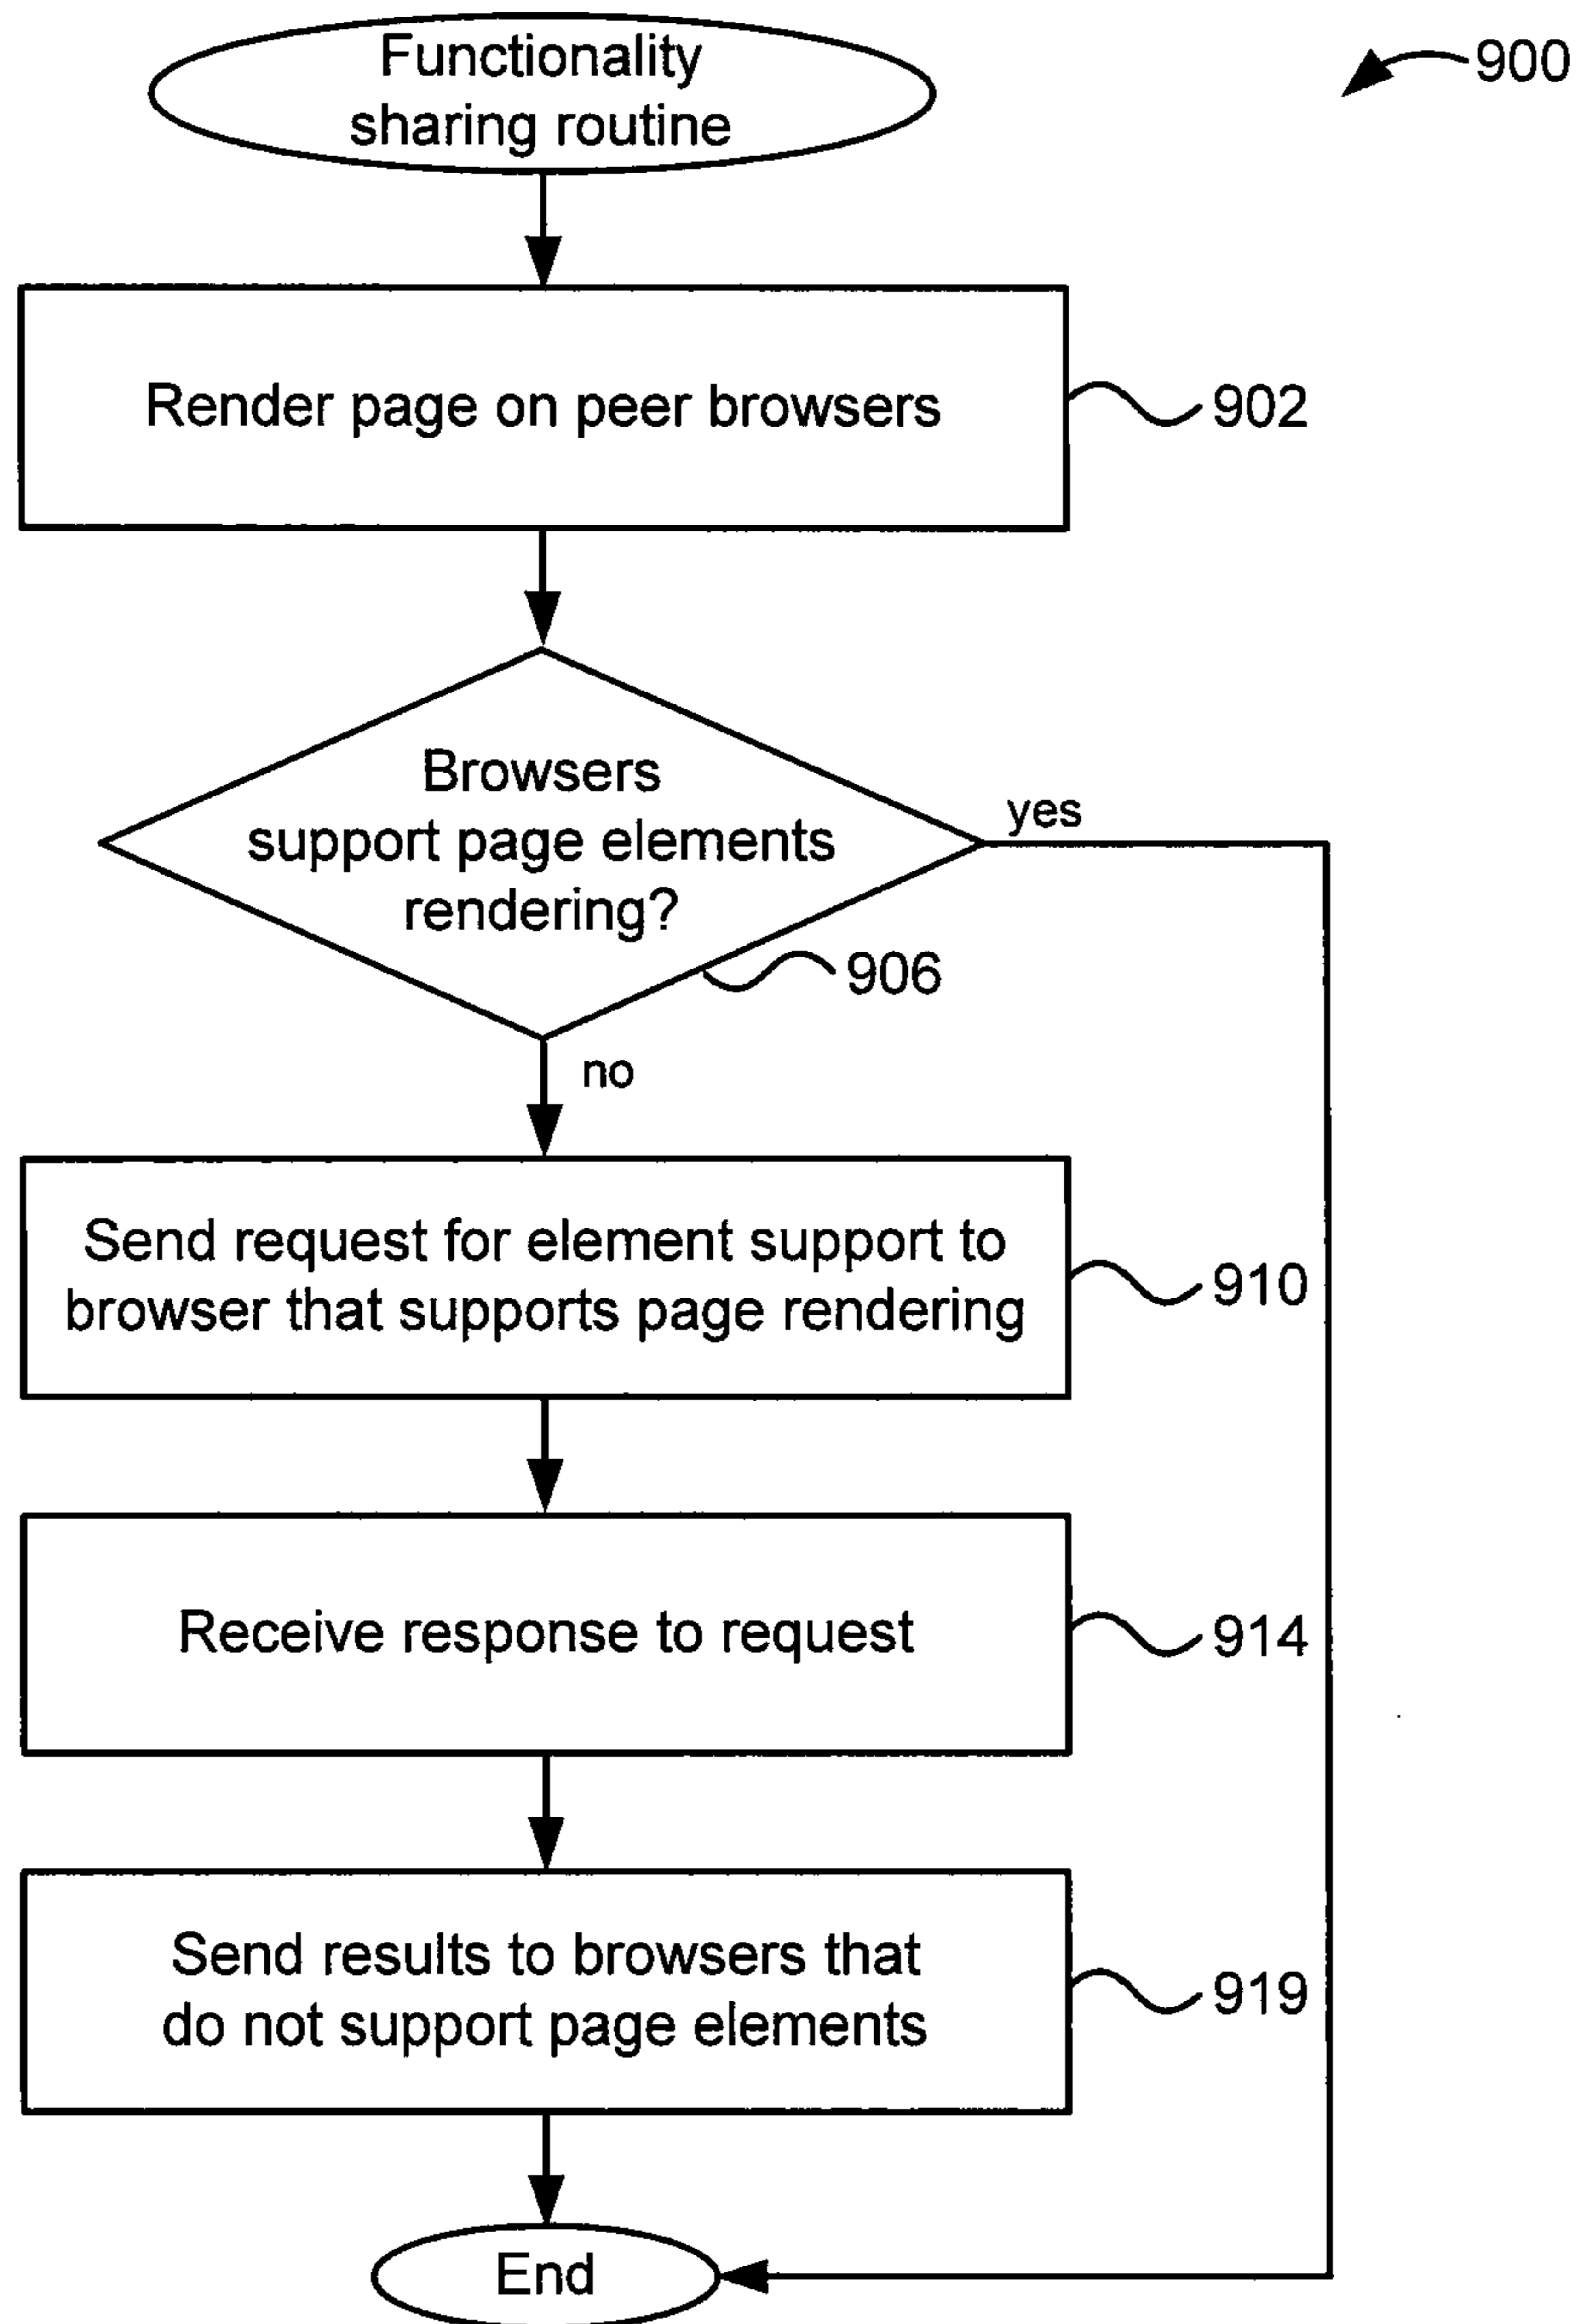 Functionality
sharing routine
900
Render page on peer browsers
902
Browsers
support page elements
rendering?
yes
906
no
Send request for element support to
browser that supports page rendering
910
Receive response to request
914
Send results to browsers that
do not support page elements
919
End